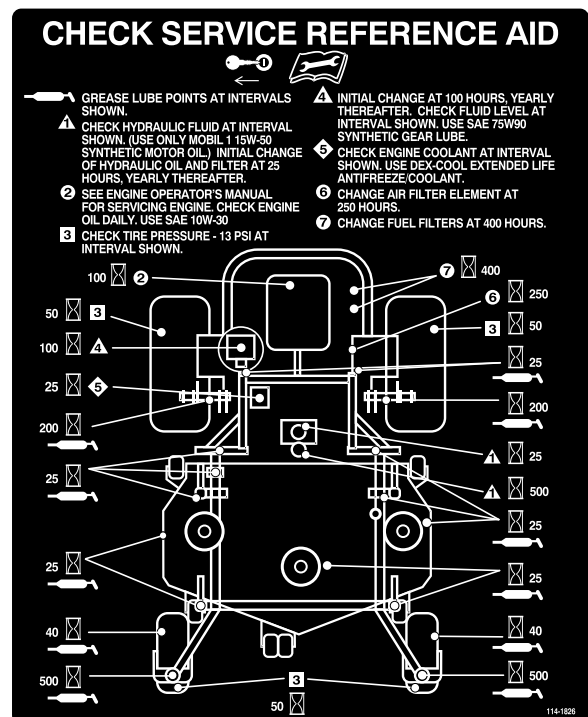 CHECK SERVICE REFERENCE AID
GREASE LUBE POINTS AT INTERVALS
SHOWN.
1 CHECK HYDRAULIC FLUID AT INTERVAL
SHOWN. (USE ONLY MOBIL 1 15W-50
SYNTHETIC MOTOR OIL.) INITIAL CHANGE
OF HYDRAULIC OIL AND FILTER AT 25
HOURS, YEARLY THEREAFTER.
2 SEE ENGINE OPERATOR'S MANUAL
FOR SERVICING ENGINE. CHECK ENGINE
OIL DAILY. USE SAE 10W-30
3 CHECK TIRE PRESSURE - 13 PSI AT
INTERVAL SHOWN.
4 INITIAL CHANGE AT 100 HOURS, YEARLY
THEREAFTER. CHECK FLUID LEVEL AT
INTERVAL SHOWN. USE SAE 75W90
SYNTHETIC GEAR LUBE.
5 CHECK ENGINE COOLANT AT INTERVAL
SHOWN. USE DEX-COOL EXTENDED LIFE
ANTIFREEZE/COOLANT.
6 CHANGE AIR FILTER ELEMENT AT
250 HOURS.
7 CHANGE FUEL FILTERS AT 400 HOURS.
100 2
7 400
6 250
50 3
3 50
100 4
25
25 5
200
200
1 25
25
1 500
25
25
25
40
40
500
500
3
50
114-1826